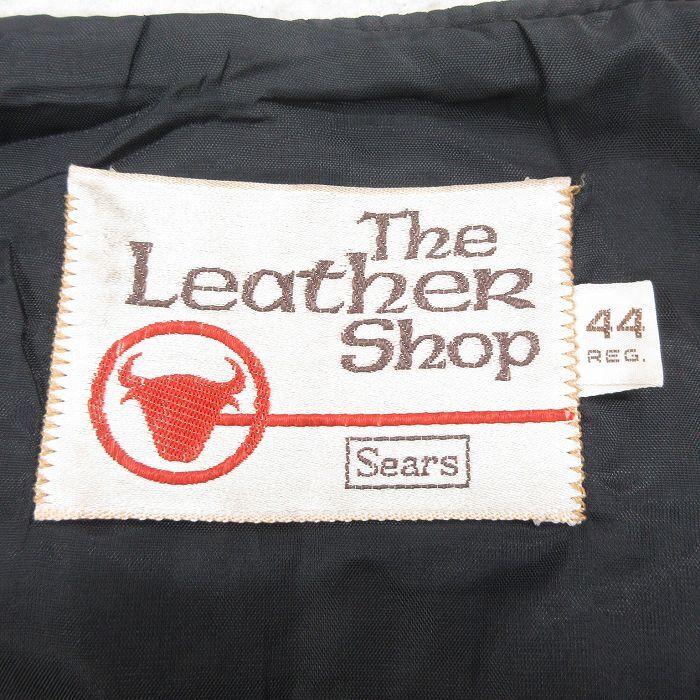 The
Leather
Shop
Sears
44
REG.